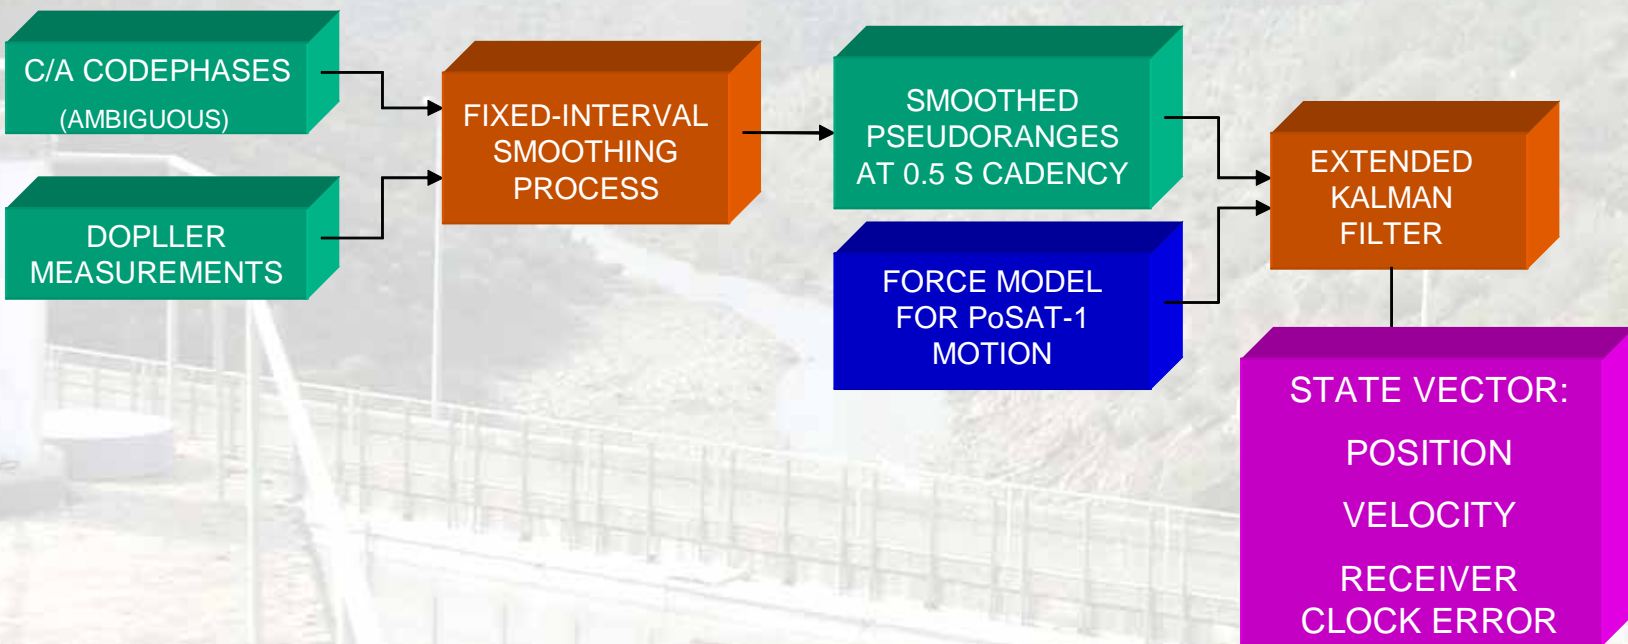 C/A CODEPHASES
(AMBIGUOUS)
DOPLLER
MEASUREMENTS
FIXED-INTERVAL
SMOOTHING
PROCESS
SMOOTHED
PSEUDORANGES
AT 0.5 S CADENCY
FORCE MODEL
FOR PoSAT-1
MOTION
EXTENDED
KALMAN
FILTER
STATE VECTOR:
POSITION
VELOCITY
RECEIVER
CLOCK ERROR